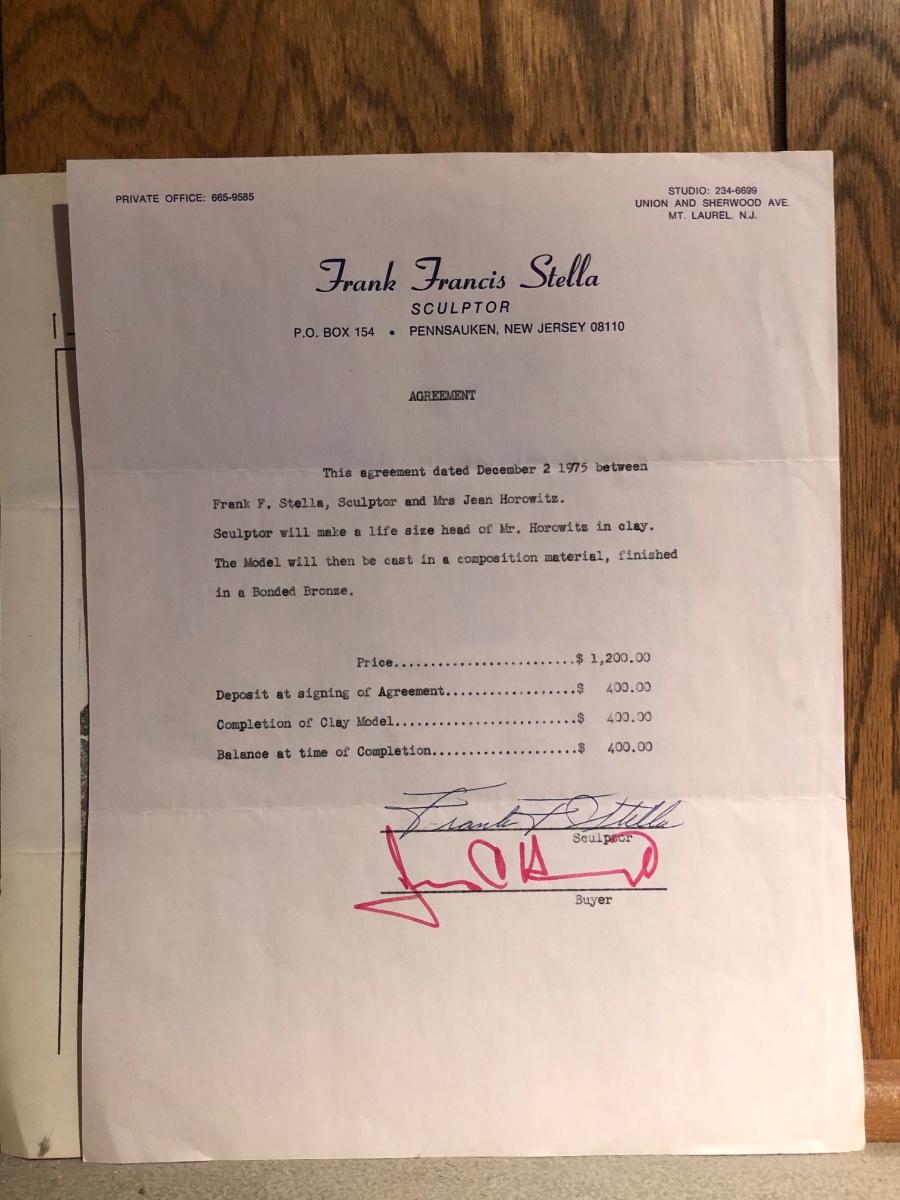 PRIVATE OFFICE: 665-9585
STUDIO: 234-6699
UNION AND SHERWOOD AVE.
MT. LAUREL, N.J.
Frank Francis Stella
SCULPTOR
P.O. BOX 154 • PENNSAUKEN, NEW JERSEY 08110
AGREEMENT
This agreement dated December 2 1975 between
Frank F. Stella, Sculptor and Mrs Jean Horowitz.
Sculptor will make a life size head of Mr. Horowitz in clay.
The Model will then be cast in a composition material, finished
in a Bonded Bronze.
Price.........................$ 1,200.00
Deposit at signing of Agreement..................$ 400.00
Completion of Clay Model.........................$ 400.00
Balance at time of Completion....................$ 400.00
Frank F Stella
Sculptor
Buyer